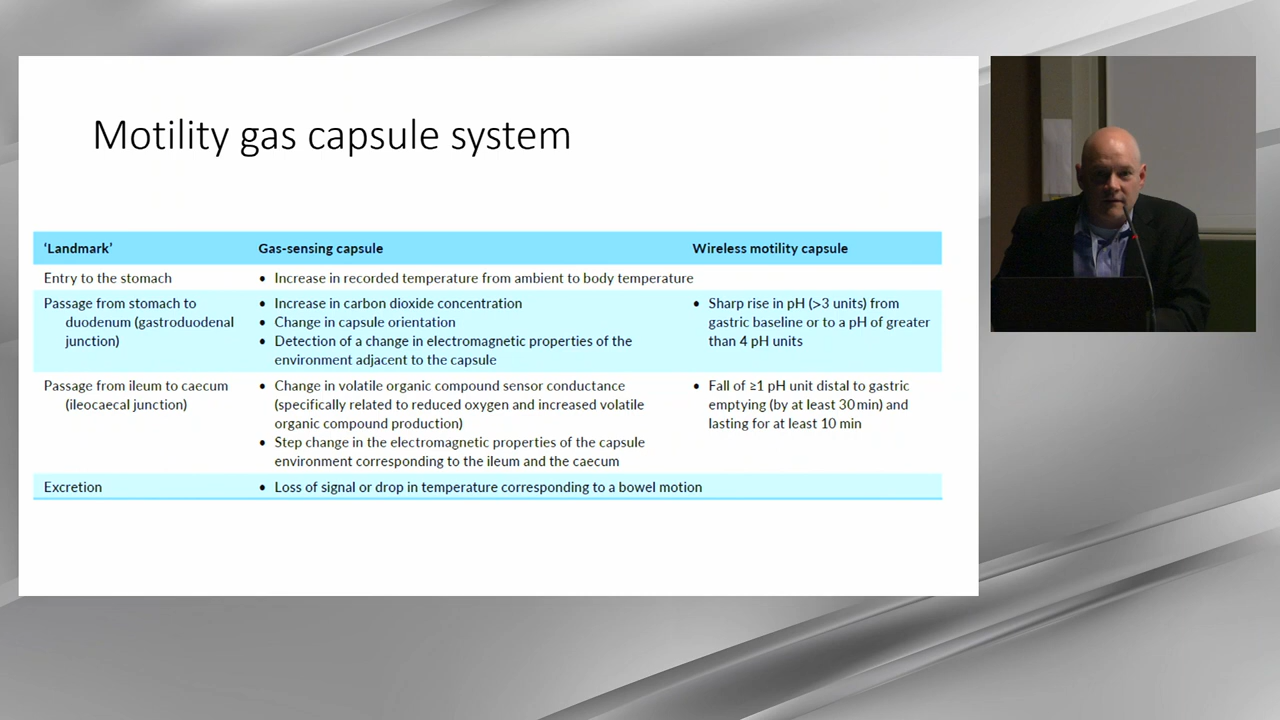 Motility gas capsule system
'Landmark' Gas-sensing capsule Wireless motility capsule
Entry to the stomach • Increase in recorded temperature from ambient to body temperature
Passage from stomach to
duodenum (gastroduodenal
junction)
• Increase in carbon dioxide concentration
• Change in capsule orientation
• Detection of a change in electromagnetic properties of the
environment adjacent to the capsule
• Sharp rise in pH (>3 units) from
gastric baseline or to a pH of greater
than 4 pH units
Passage from ileum to caecum
(ileocaecal junction)
• Change in volatile organic compound sensor conductance
(specifically related to reduced oxygen and increased volatile
organic compound production)
• Step change in the electromagnetic properties of the capsule
environment corresponding to the ileum and the caecum
• Fall of ≥1 pH unit distal to gastric
emptying (by at least 30 min) and
lasting for at least 10 min
Excretion • Loss of signal or drop in temperature corresponding to a bowel motion